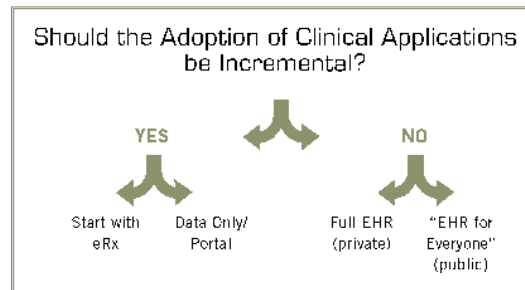 Should the Adoption of Clinical Applications
be Incremental?
YES
NO
Start with
eRx
Data Only/
Portal
Full EHR
(private)
"EHR for
Everyone"
(public)